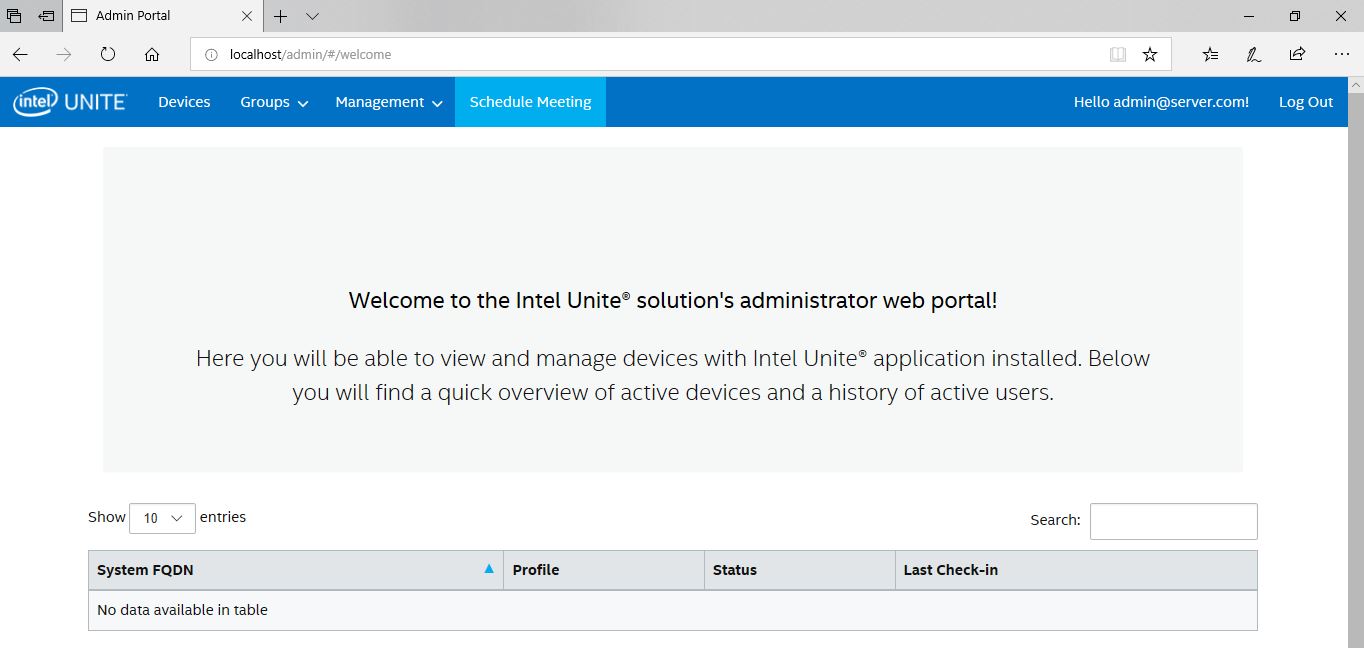 Admin Portal
localhost/admin/#/welcome
intel UNITE Devices Groups Management Schedule Meeting Hello admin@server.com! Log Out
Welcome to the Intel Unite® solution's administrator web portal!
Here you will be able to view and manage devices with Intel Unite® application installed. Below
you will find a quick overview of active devices and a history of active users.
Show 10 entries Search:
System FQDN Profile Status Last Check-in
No data available in table